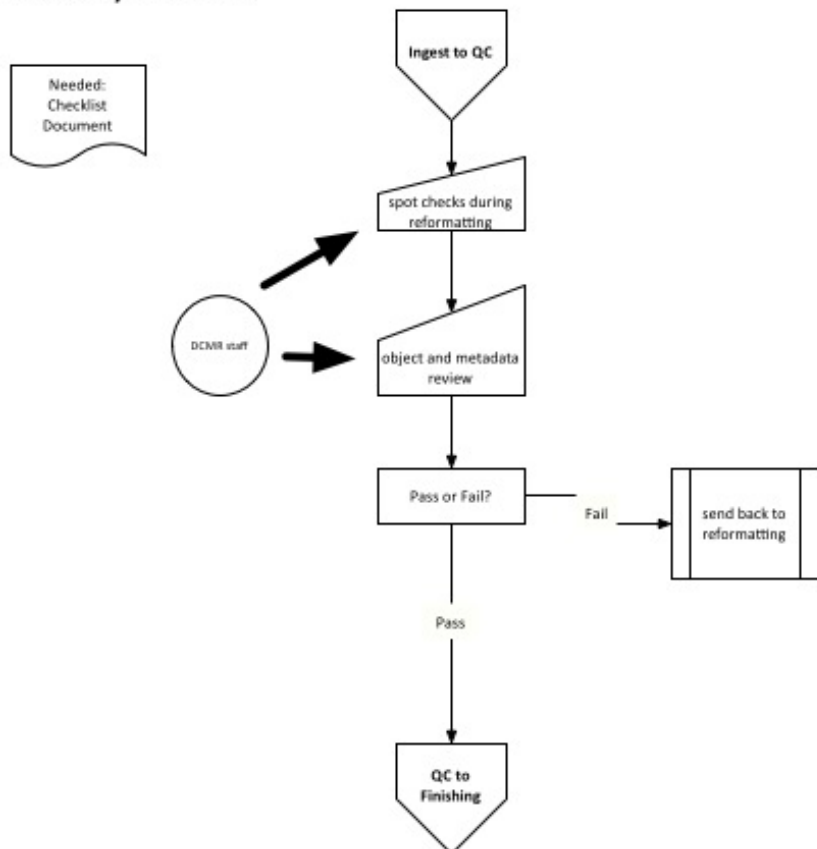 Ingest to QC
Needed:
Checklist
Document
spot checks during
reformatting
DCMR staff
object and metadata
review
Pass or Fail?
Fail
send back to
reformatting
Pass
QC to
Finishing